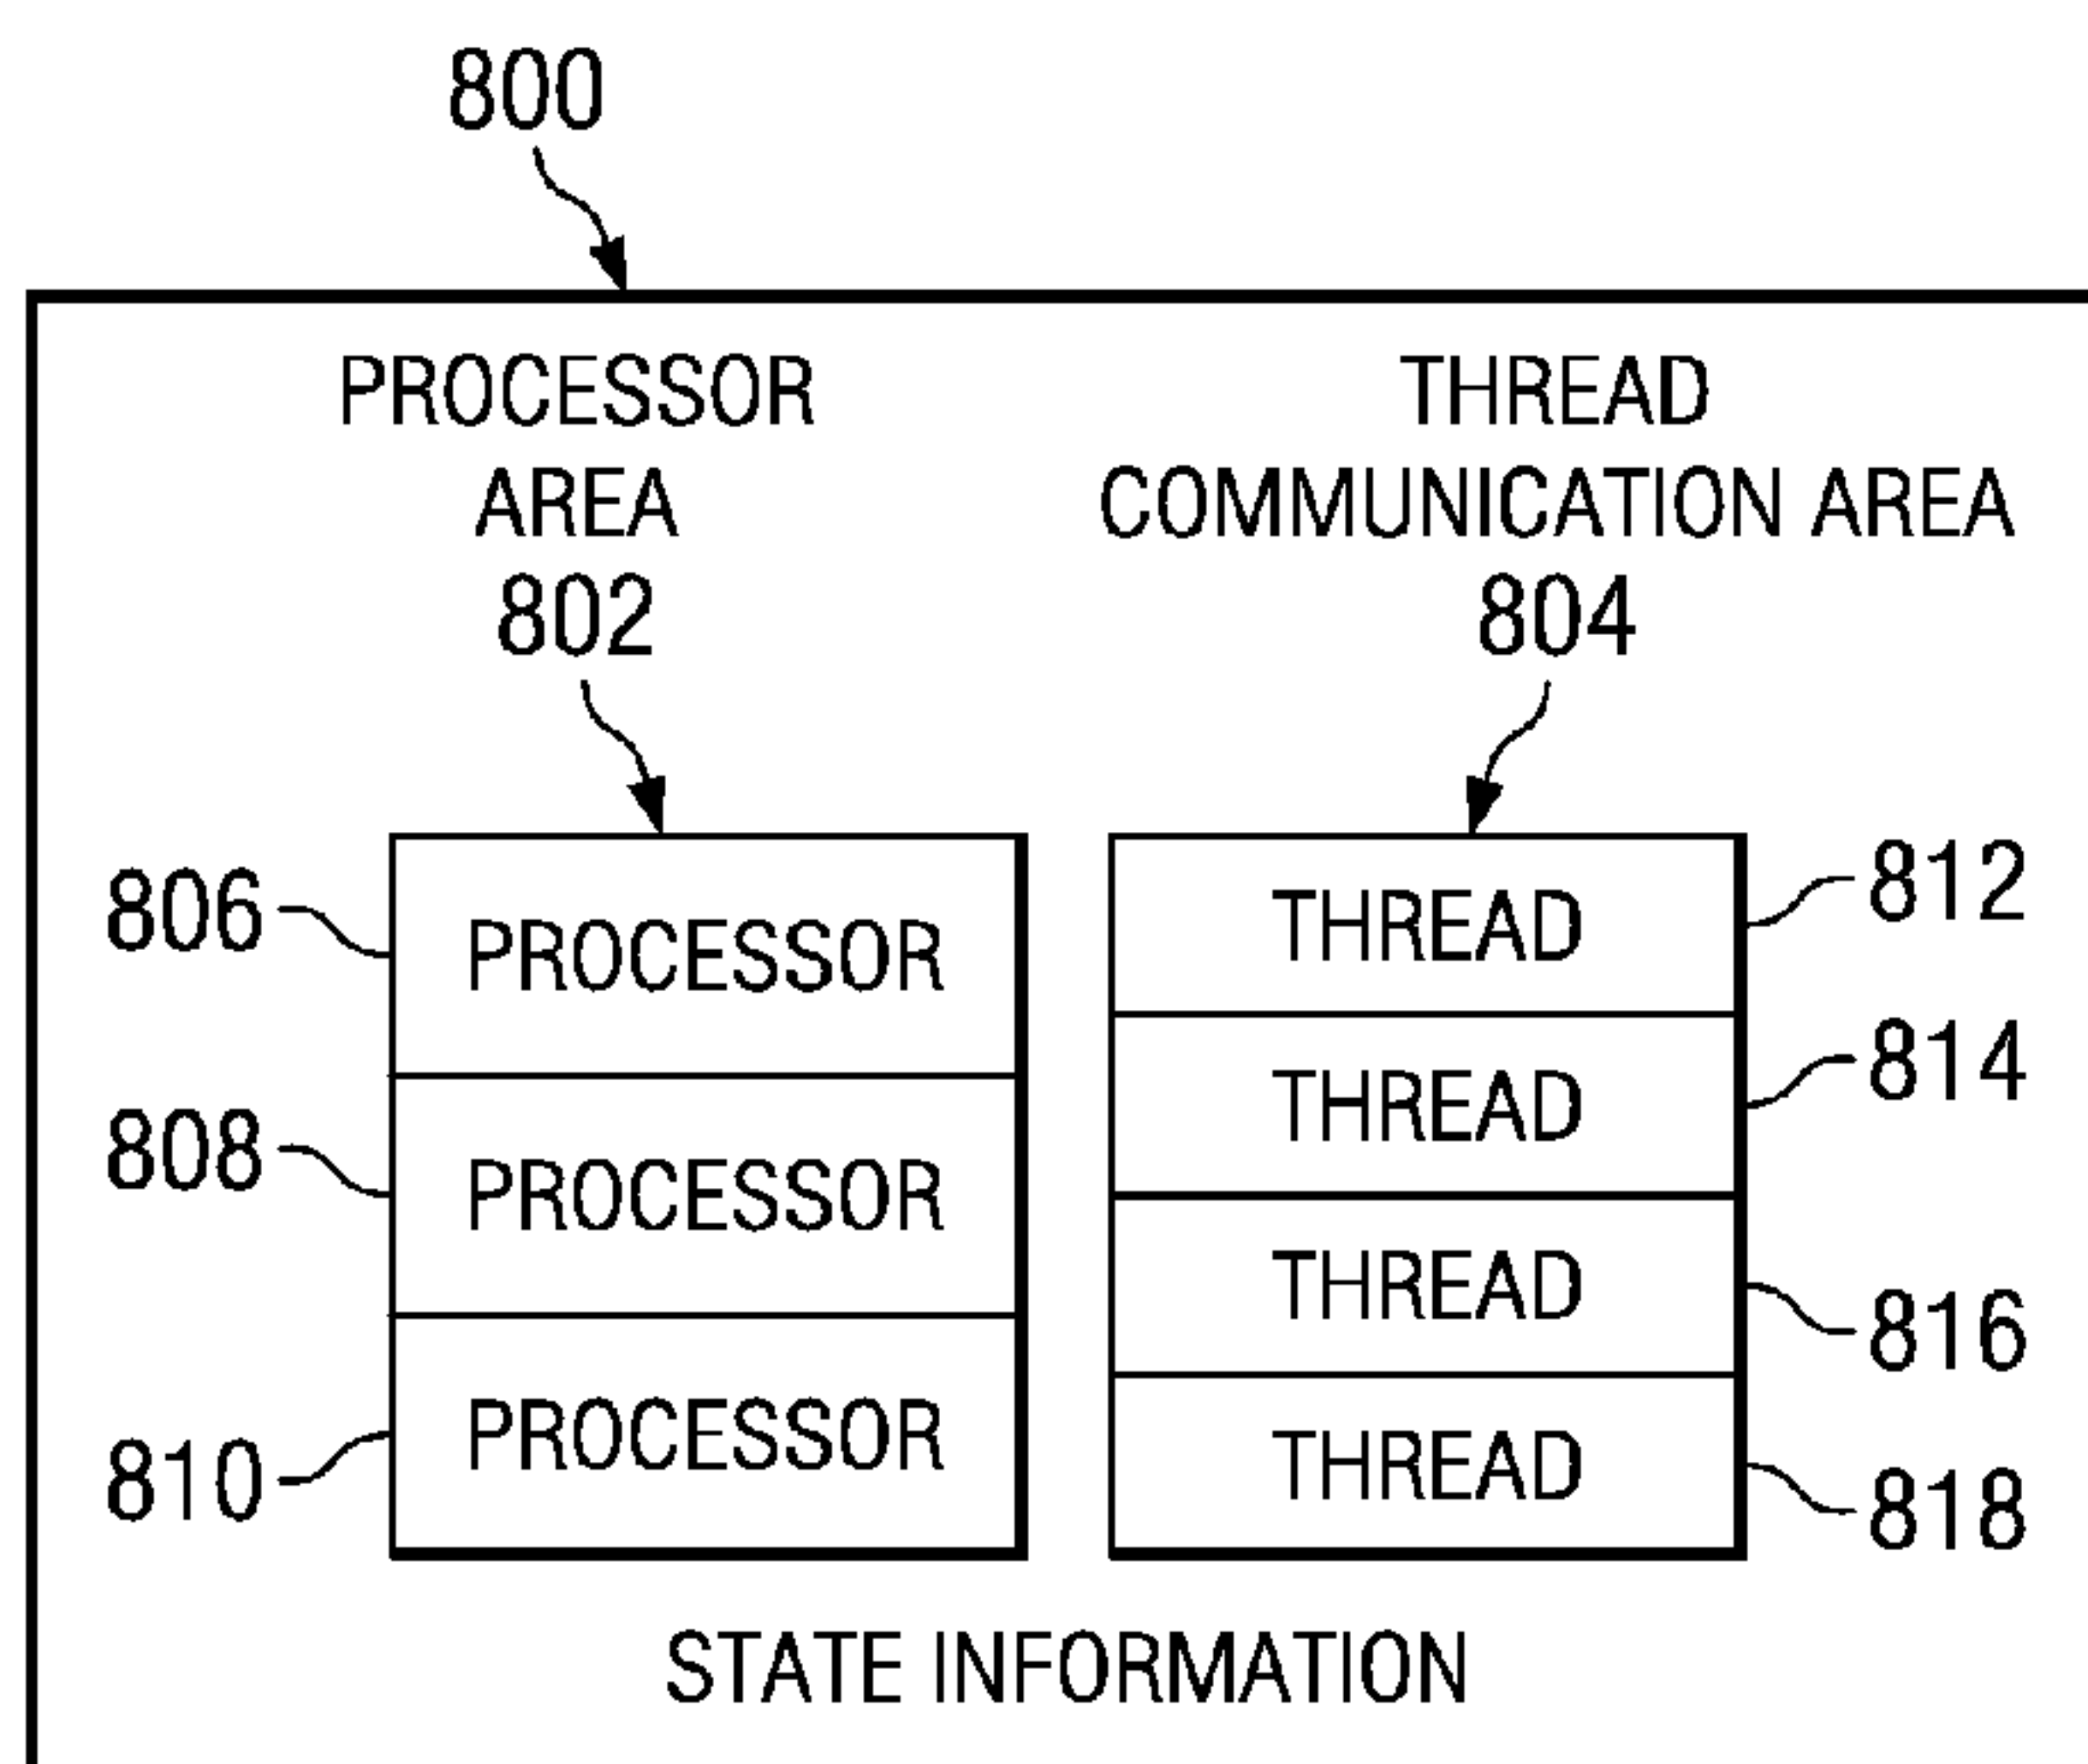 800
PROCESSOR
AREA
802
THREAD
COMMUNICATION AREA
804
806
PROCESSOR
808
PROCESSOR
810
PROCESSOR
THREAD
812
THREAD
814
THREAD
816
THREAD
818
STATE INFORMATION